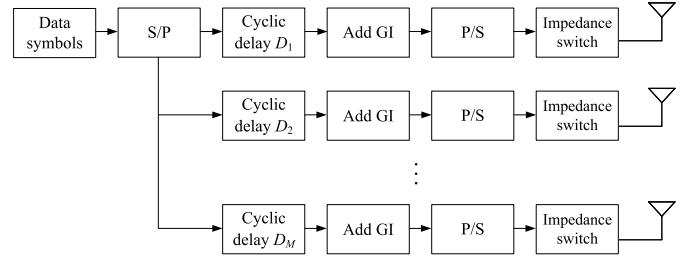 Data symbols
S/P
Cyclic delay D₁
Add GI
P/S
Impedance switch
Cyclic delay D₂
Add GI
P/S
Impedance switch
⋮
Cyclic delay D_M
Add GI
P/S
Impedance switch